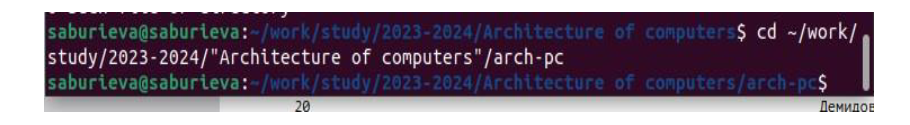 saburieva@saburieva:~/work/study/2023-2024/Architecture of computers$ cd ~/work/
study/2023-2024/"Architecture of computers"/arch-pc
saburieva@saburieva:~/work/study/2023-2024/Architecture of computers/arch-pc$
20 Демидов